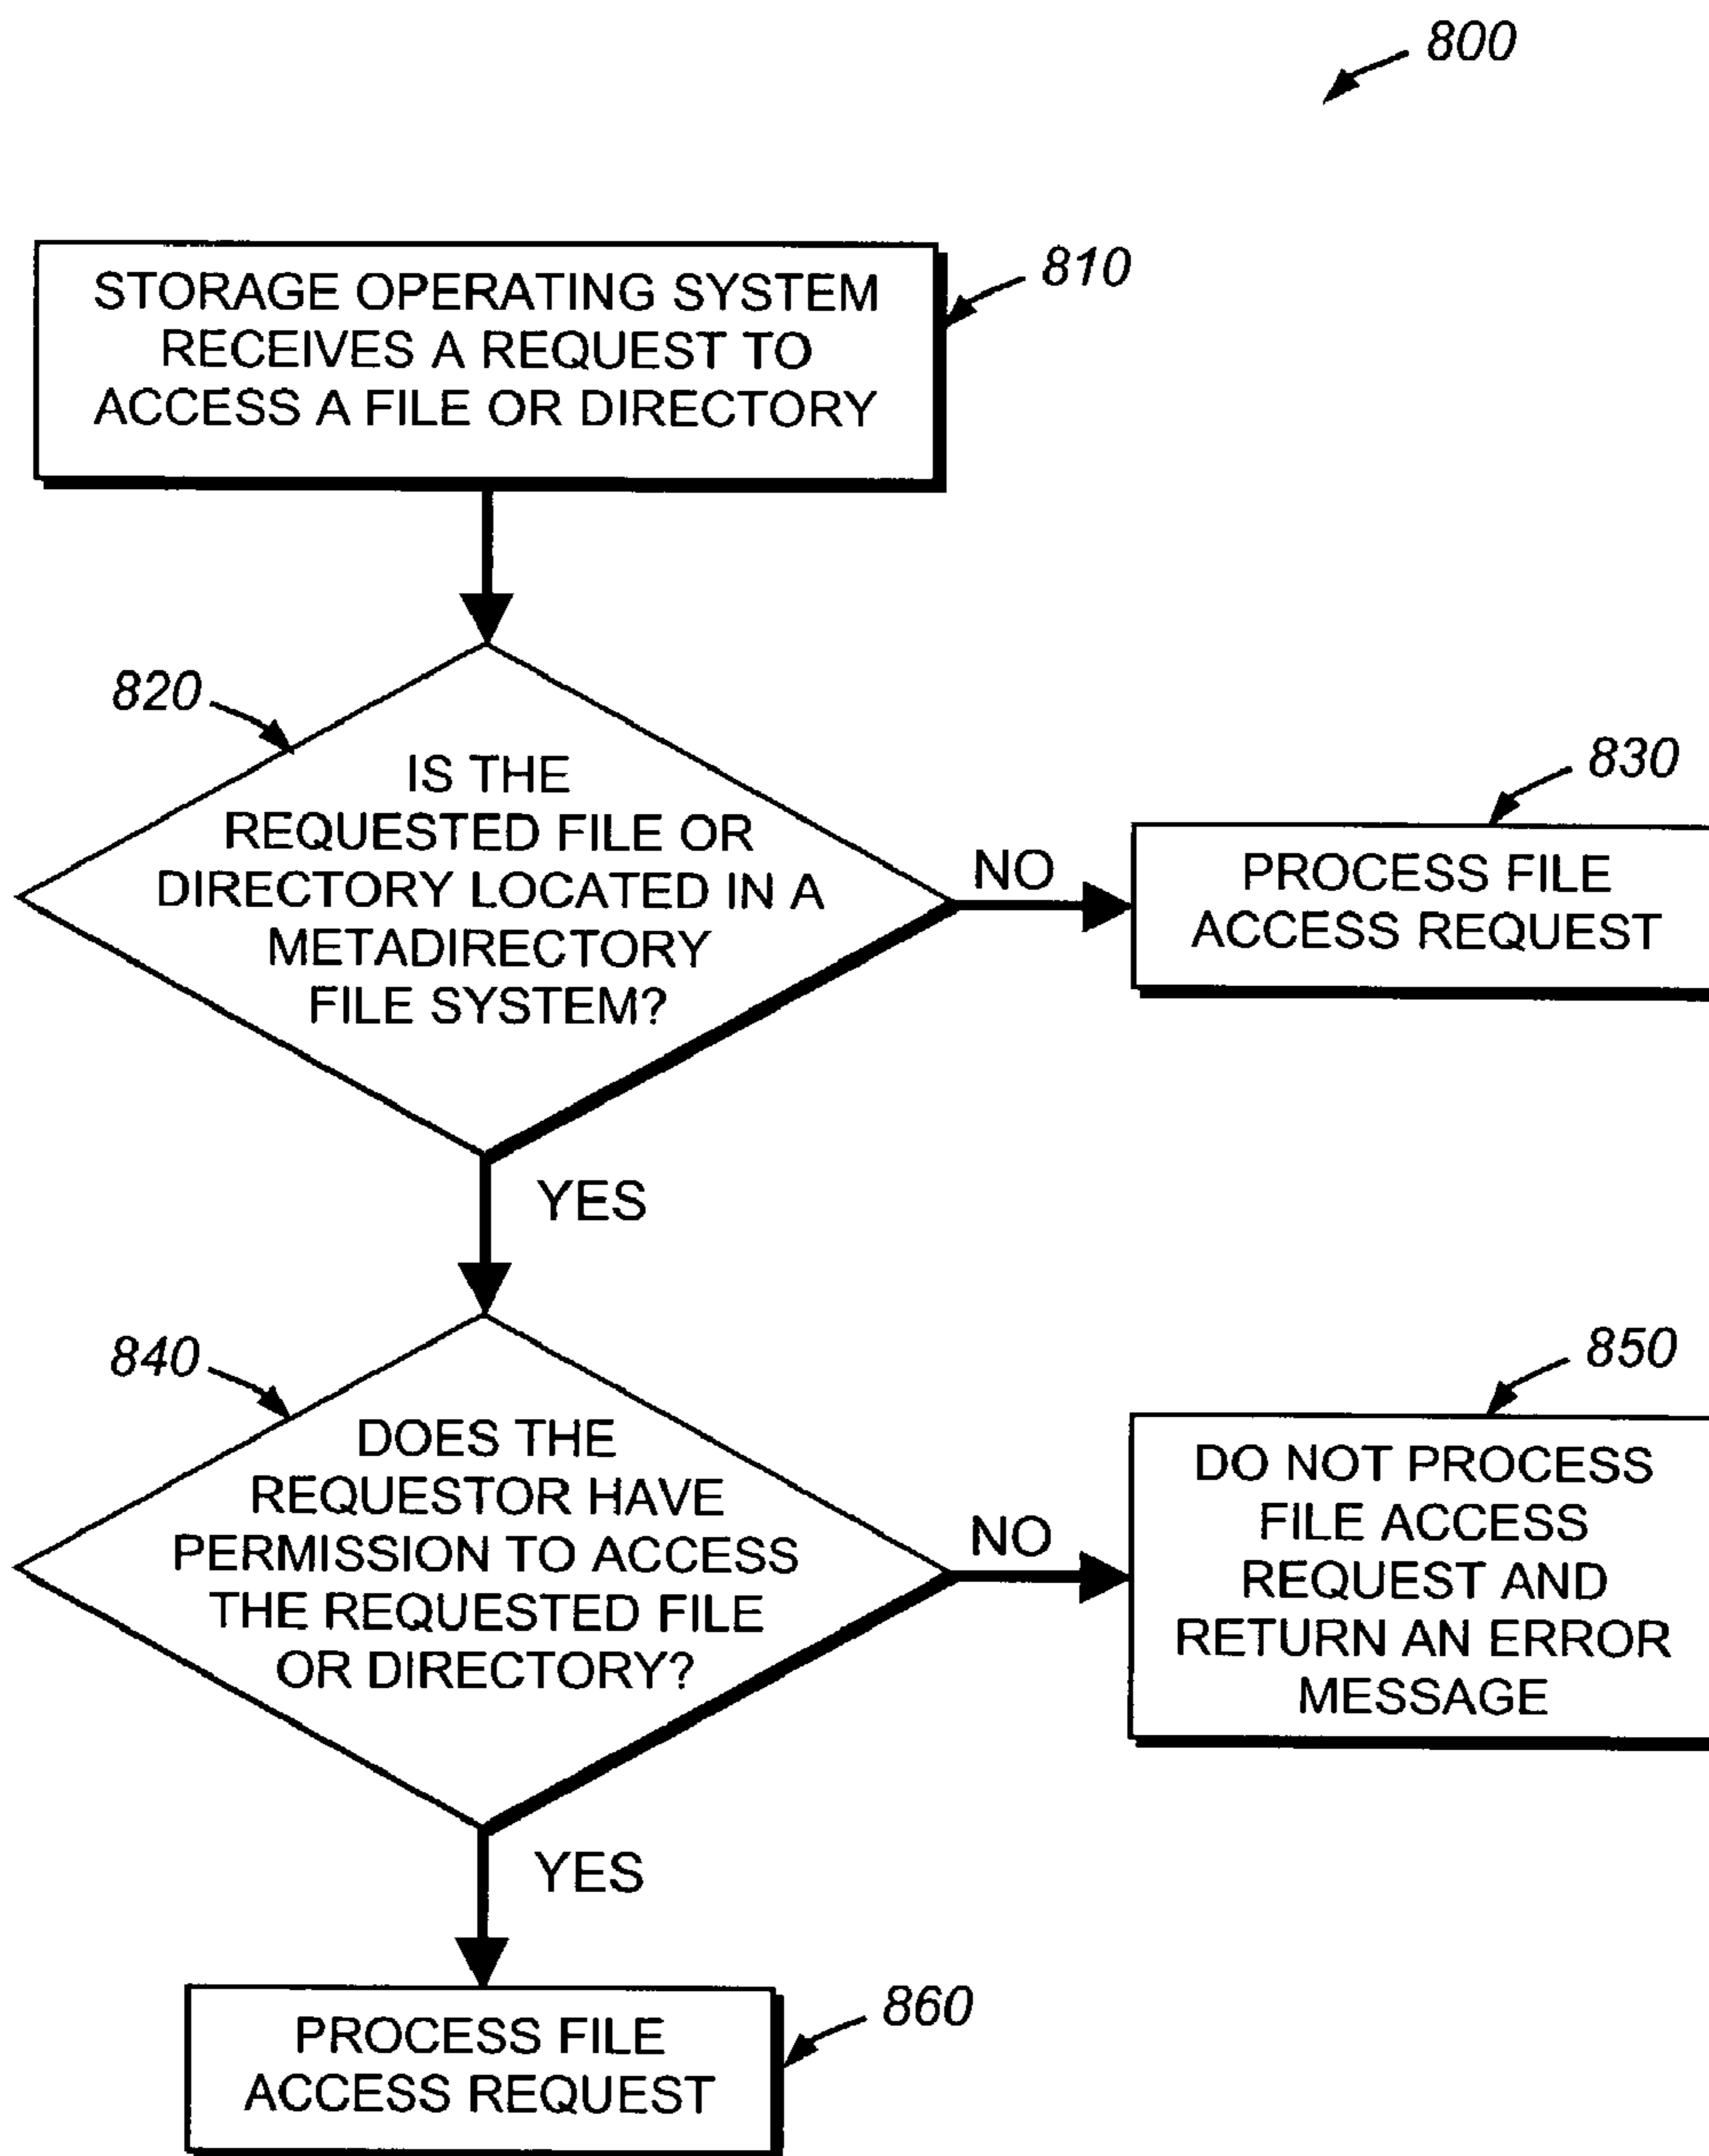 800
STORAGE OPERATING SYSTEM
RECEIVES A REQUEST TO
ACCESS A FILE OR DIRECTORY
810
820
IS THE
REQUESTED FILE OR
DIRECTORY LOCATED IN A
METADIRECTORY
FILE SYSTEM?
NO
830
PROCESS FILE
ACCESS REQUEST
YES
840
DOES THE
REQUESTOR HAVE
PERMISSION TO ACCESS
THE REQUESTED FILE
OR DIRECTORY?
NO
850
DO NOT PROCESS
FILE ACCESS
REQUEST AND
RETURN AN ERROR
MESSAGE
YES
860
PROCESS FILE
ACCESS REQUEST